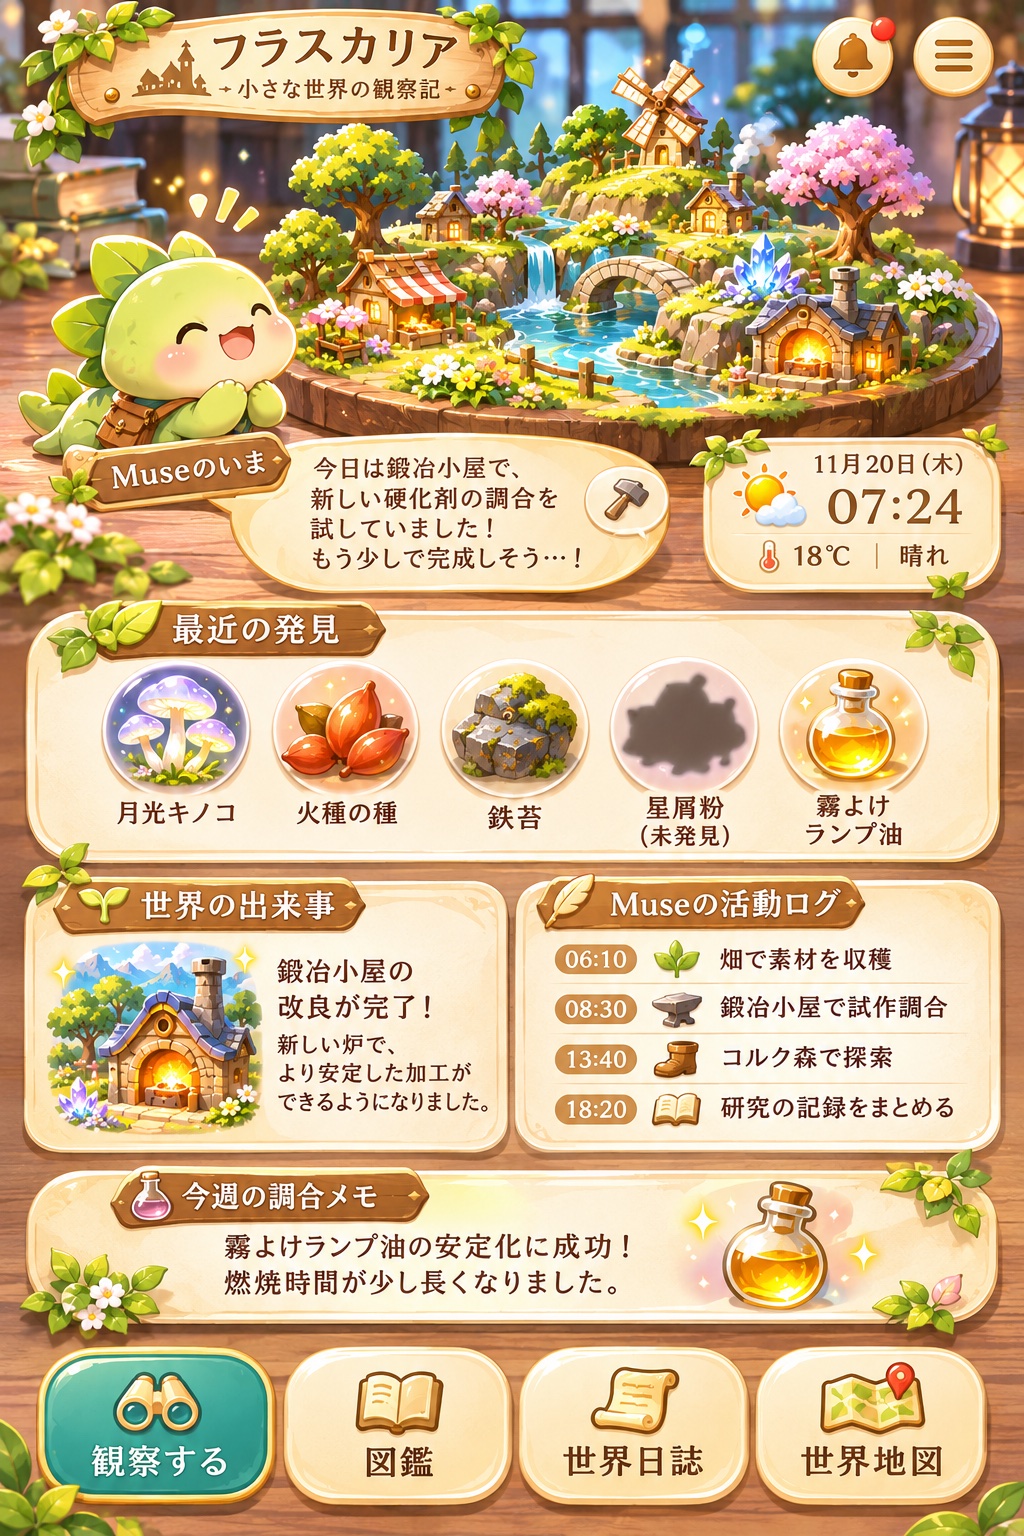 フラスカリア
小さな世界の観察記
Museのいま
今日は鍛冶小屋で、
新しい硬化剤の調合を
試していました！
もう少しで完成しそう…！
11月20日(木)
07:24
18℃ 晴れ
最近の発見
月光キノコ
火種の種
鉄苔
星屑粉
(未発見)
霧よけ
ランプ油
世界の出来事
鍛冶小屋の
改良が完了！
新しい炉で、
より安定した加工が
できるようになりました。
Museの活動ログ
06:10 畑で素材を収穫
08:30 鍛冶小屋で試作調合
13:40 コルク森で探索
18:20 研究の記録をまとめる
今週の調合メモ
霧よけランプ油の安定化に成功！
燃焼時間が少し長くなりました。
観察する
図鑑
世界日誌
世界地図